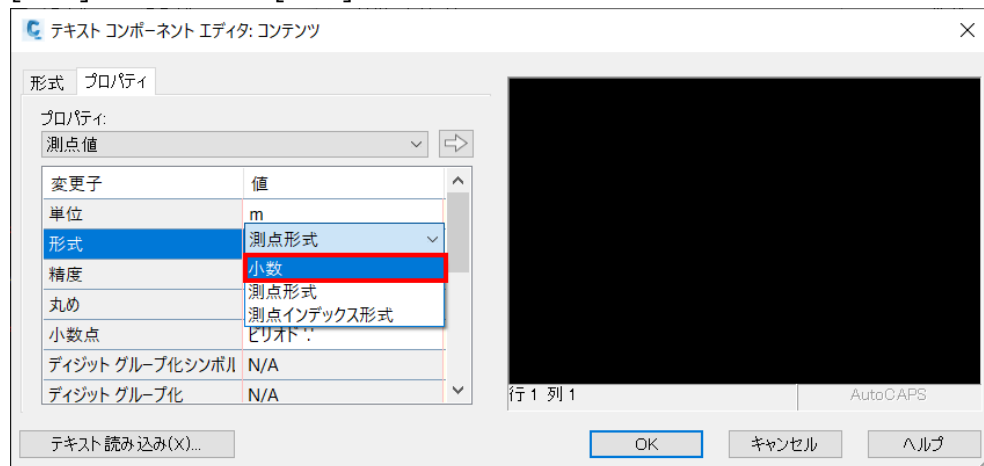 テキスト コンポーネント エディタ: コンテンツ
形式 プロパティ
プロパティ:
測点値
変更子 値
単位 m
形式 測点形式
小数
精度
測点形式
丸め
測点インデックス形式
小数点 ピリオド '.'
ディジット グループ化シンボル N/A
ディジット グループ化 N/A
行 1 列 1 AutoCAPS
テキスト読み込み(X)... OK キャンセル ヘルプ